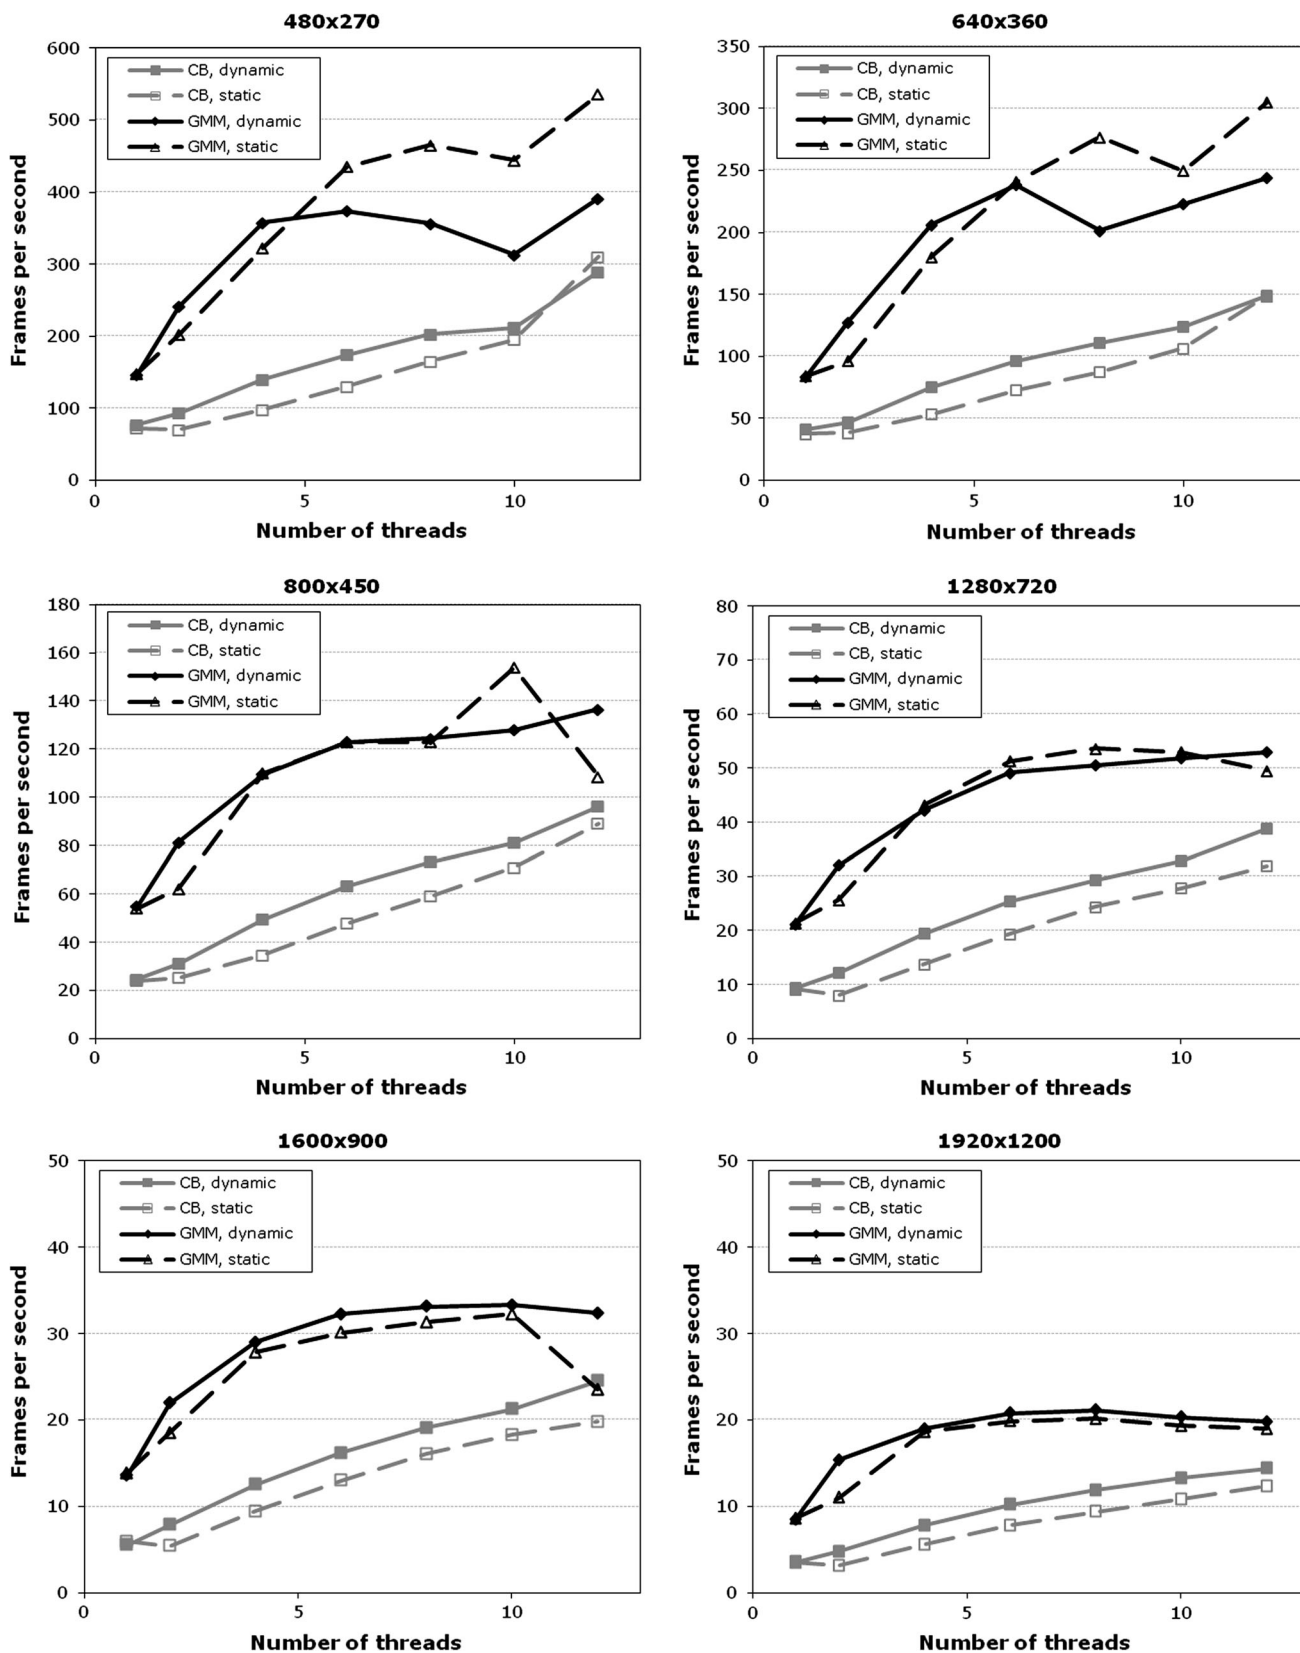 480x270
600
500
400
300
200
100
0
0 5 10
Frames per second
Number of threads
CB, dynamic
CB, static
GMM, dynamic
GMM, static
640x360
350
300
250
200
150
100
50
0
0 5 10
Frames per second
Number of threads
CB, dynamic
CB, static
GMM, dynamic
GMM, static
800x450
180
160
140
120
100
80
60
40
20
0
0 5 10
Frames per second
Number of threads
CB, dynamic
CB, static
GMM, dynamic
GMM, static
1280x720
80
70
60
50
40
30
20
10
0
0 5 10
Frames per second
Number of threads
CB, dynamic
CB, static
GMM, dynamic
GMM, static
1600x900
50
40
30
20
10
0
0 5 10
Frames per second
Number of threads
CB, dynamic
CB, static
GMM, dynamic
GMM, static
1920x1200
50
40
30
20
10
0
0 5 10
Frames per second
Number of threads
CB, dynamic
CB, static
GMM, dynamic
GMM, static